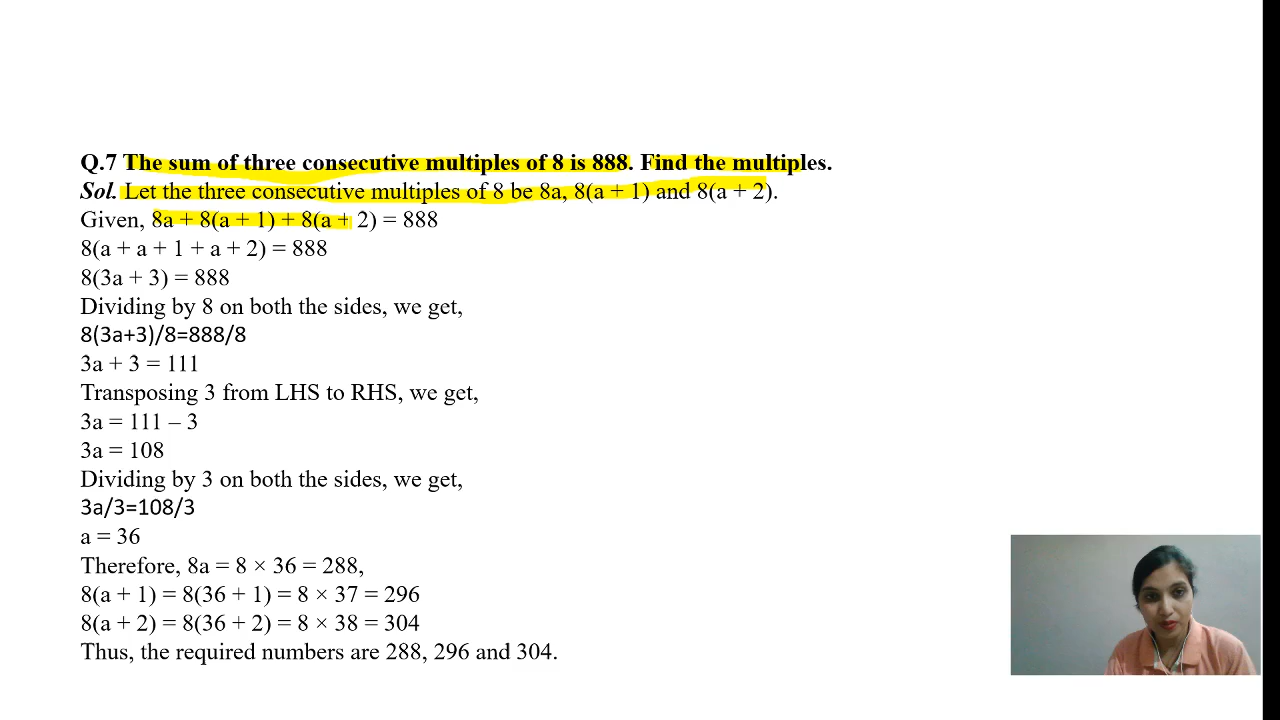 Q.7 The sum of three consecutive multiples of 8 is 888. Find the multiples.
Sol. Let the three consecutive multiples of 8 be 8a, 8(a + 1) and 8(a + 2).
Given, 8a + 8(a + 1) + 8(a + 2) = 888
8(a + a + 1 + a + 2) = 888
8(3a + 3) = 888
Dividing by 8 on both the sides, we get,
8(3a+3)/8=888/8
3a + 3 = 111
Transposing 3 from LHS to RHS, we get,
3a = 111 – 3
3a = 108
Dividing by 3 on both the sides, we get,
3a/3=108/3
a = 36
Therefore, 8a = 8 × 36 = 288,
8(a + 1) = 8(36 + 1) = 8 × 37 = 296
8(a + 2) = 8(36 + 2) = 8 × 38 = 304
Thus, the required numbers are 288, 296 and 304.